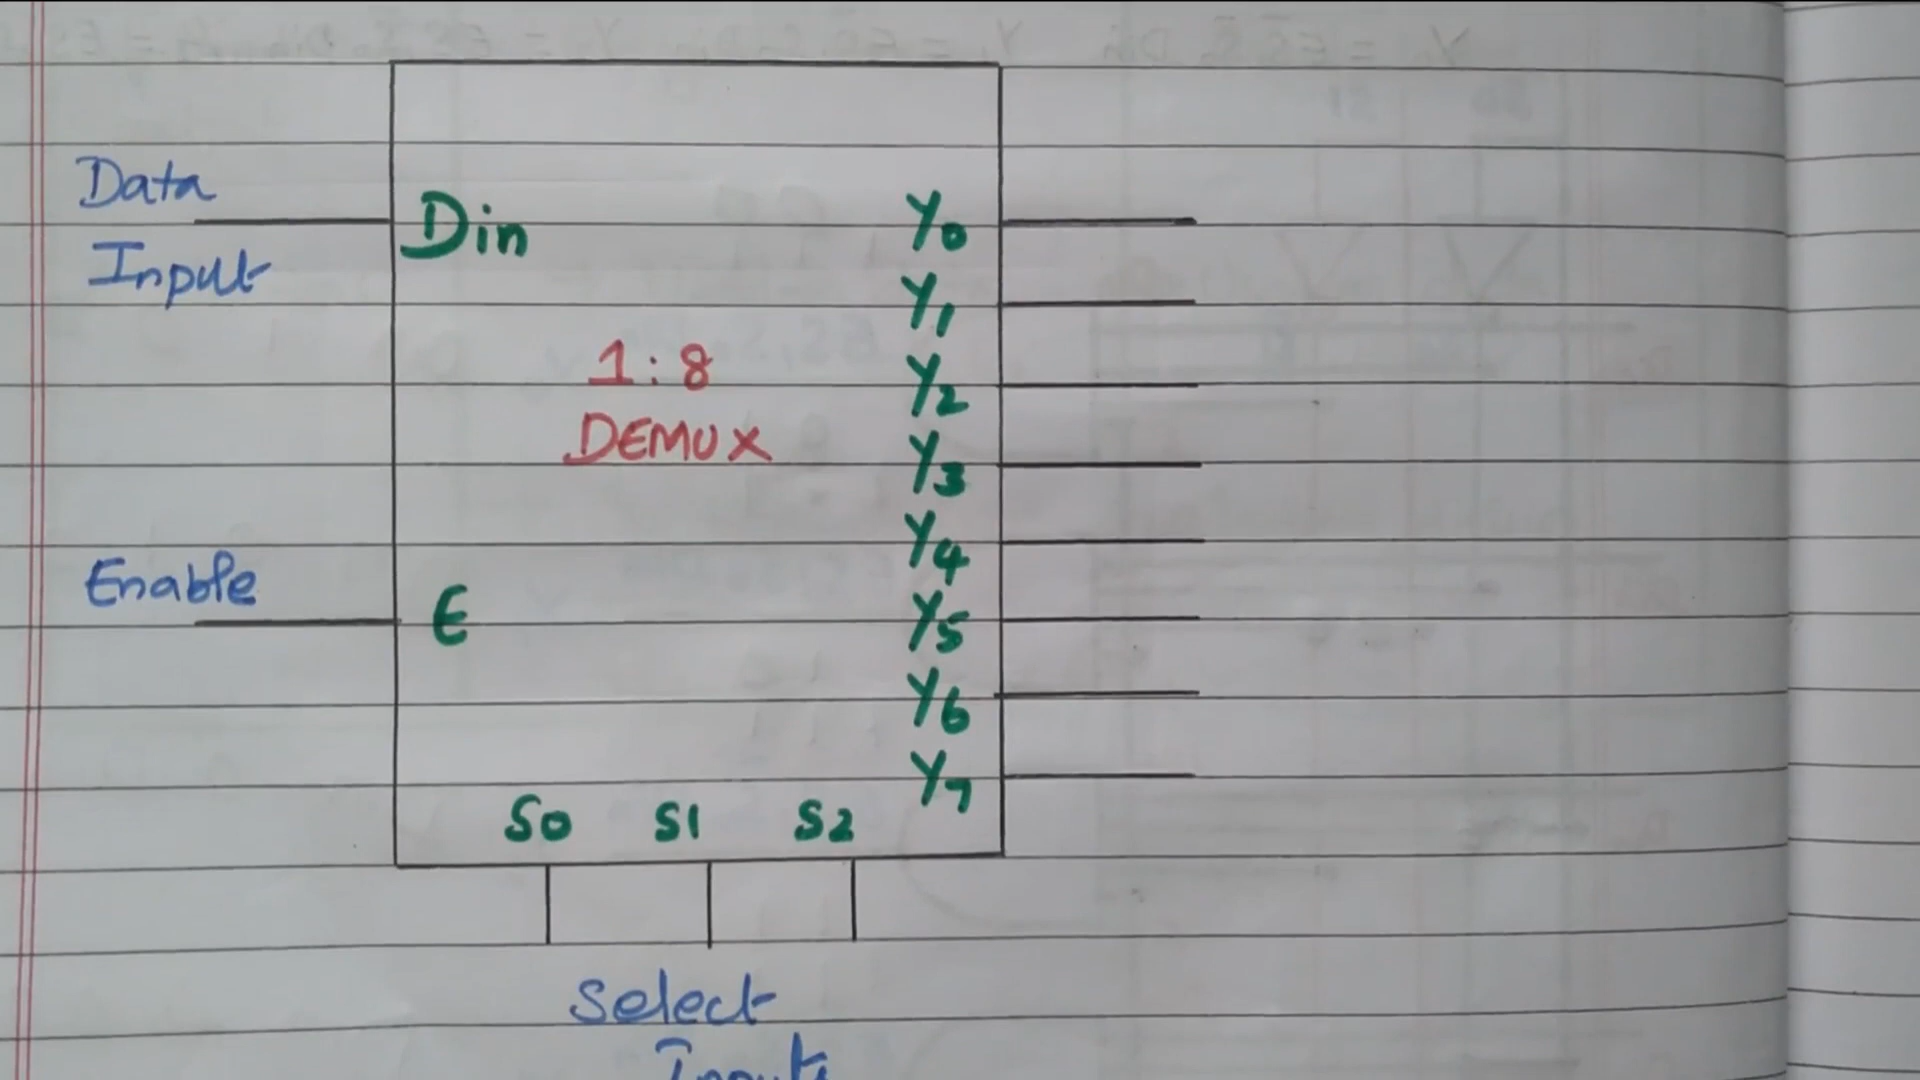 Data
Input
Din
1:8
DEMUX
Enable
E
Y0
Y1
Y2
Y3
Y4
Y5
Y6
Y7
S0 S1 S2
Select
Inputs